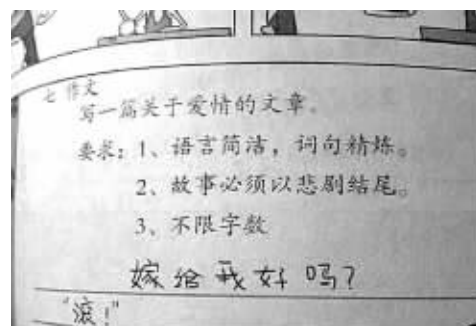 七 作文
写一篇关于爱情的文章。
要求：1、语言简洁，词句精炼。
2、故事必须以悲剧结尾。
3、不限字数
嫁给我好吗？
“滚！”